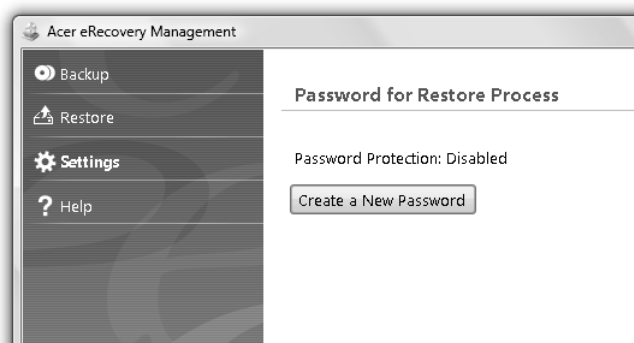 Acer eRecovery Management
Backup
Restore
Settings
Help
Password for Restore Process
Password Protection: Disabled
Create a New Password